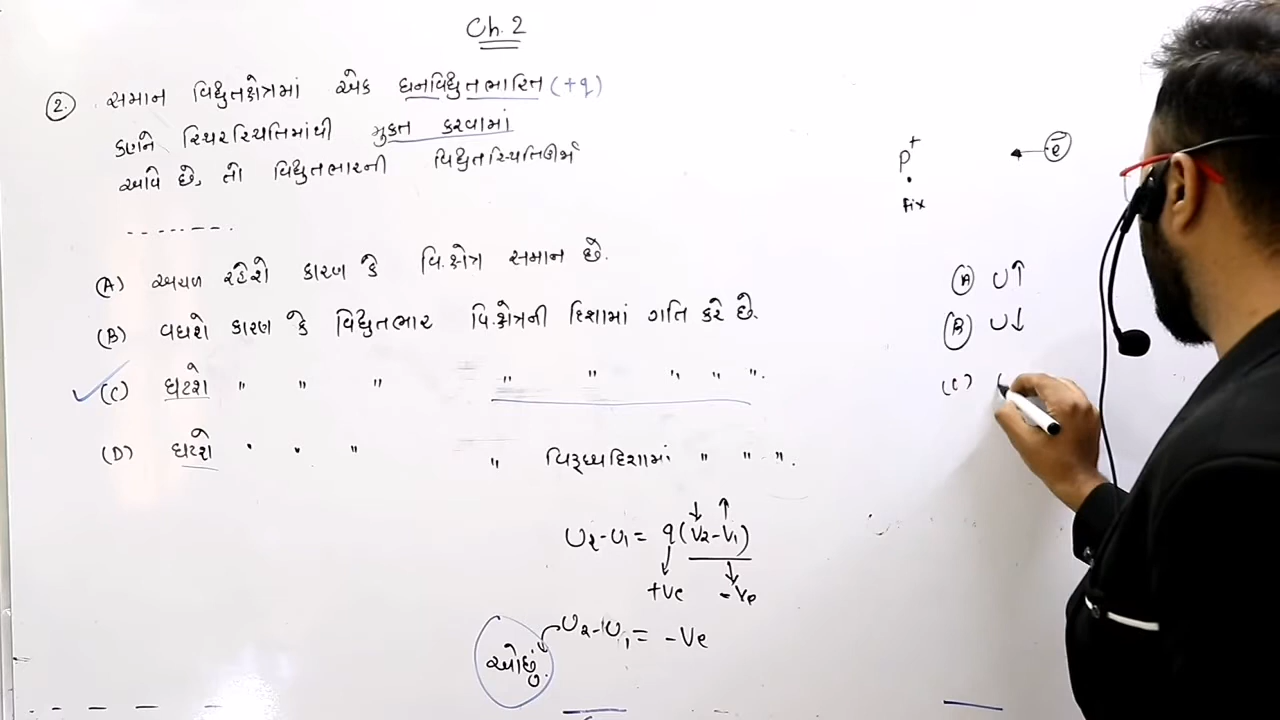 Ch. 2
2. સમાન વિદ્યુતક્ષેત્રમાં એક ધનવિદ્યુતભારિત (+q)
કણને સ્થિરસ્થિતિમાંથી મુક્ત કરવામાં
આવે છે, તો વિદ્યુતભારની વિદ્યુતસ્થિતિઊર્જા
-------.
(A) અચળ રહેશે કારણ કે વિ.ક્ષેત્ર સમાન છે.
(B) વધશે કારણ કે વિદ્યુતભાર વિ.ક્ષેત્રની દિશામાં ગતિ કરે છે.
(C) ઘટશે " " " " " " " ".
(D) ઘટશે " " " " વિરૂધ્ધદિશામાં " " ".
U2-U1 = q(V2-V1)
+ve -ve
U2-U1 = -ve
ઓછું.
P+ e-
fix
(A) U↑
(B) U↓
(C)